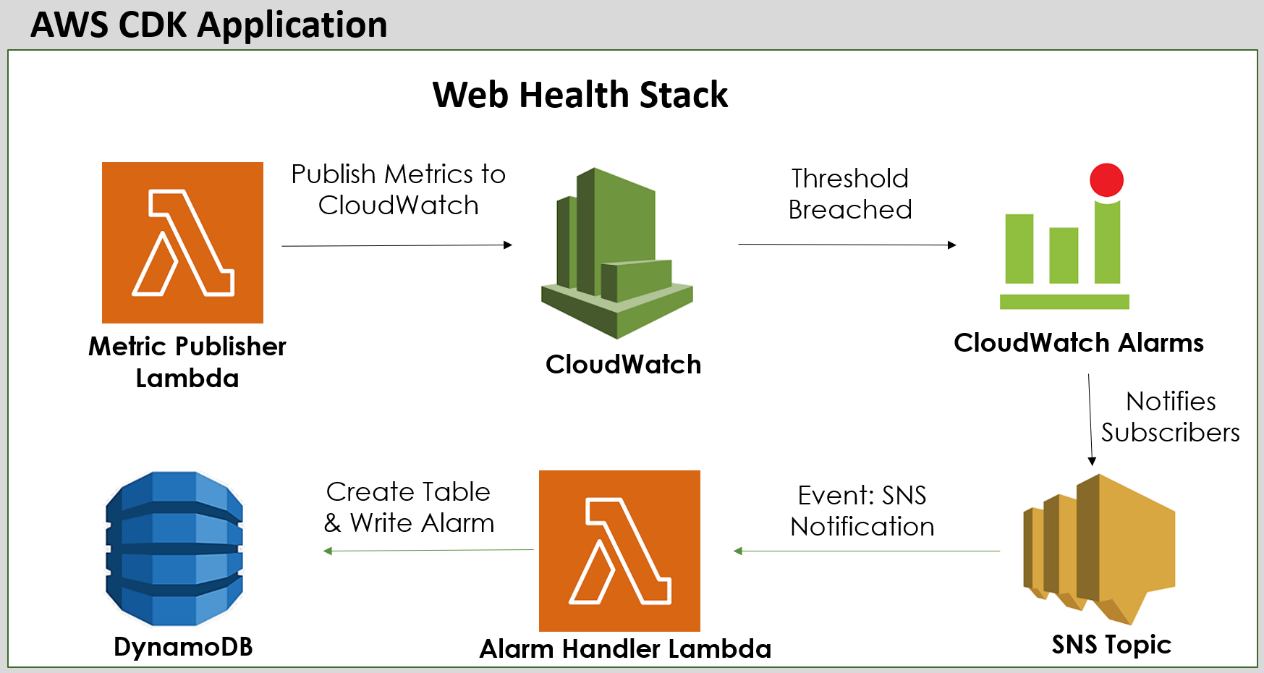 AWS CDK Application
Web Health Stack
Publish Metrics to
CloudWatch
Threshold
Breached
Metric Publisher
Lambda
CloudWatch
CloudWatch Alarms
Notifies
Subscribers
Create Table
& Write Alarm
Event: SNS
Notification
DynamoDB
Alarm Handler Lambda
SNS Topic